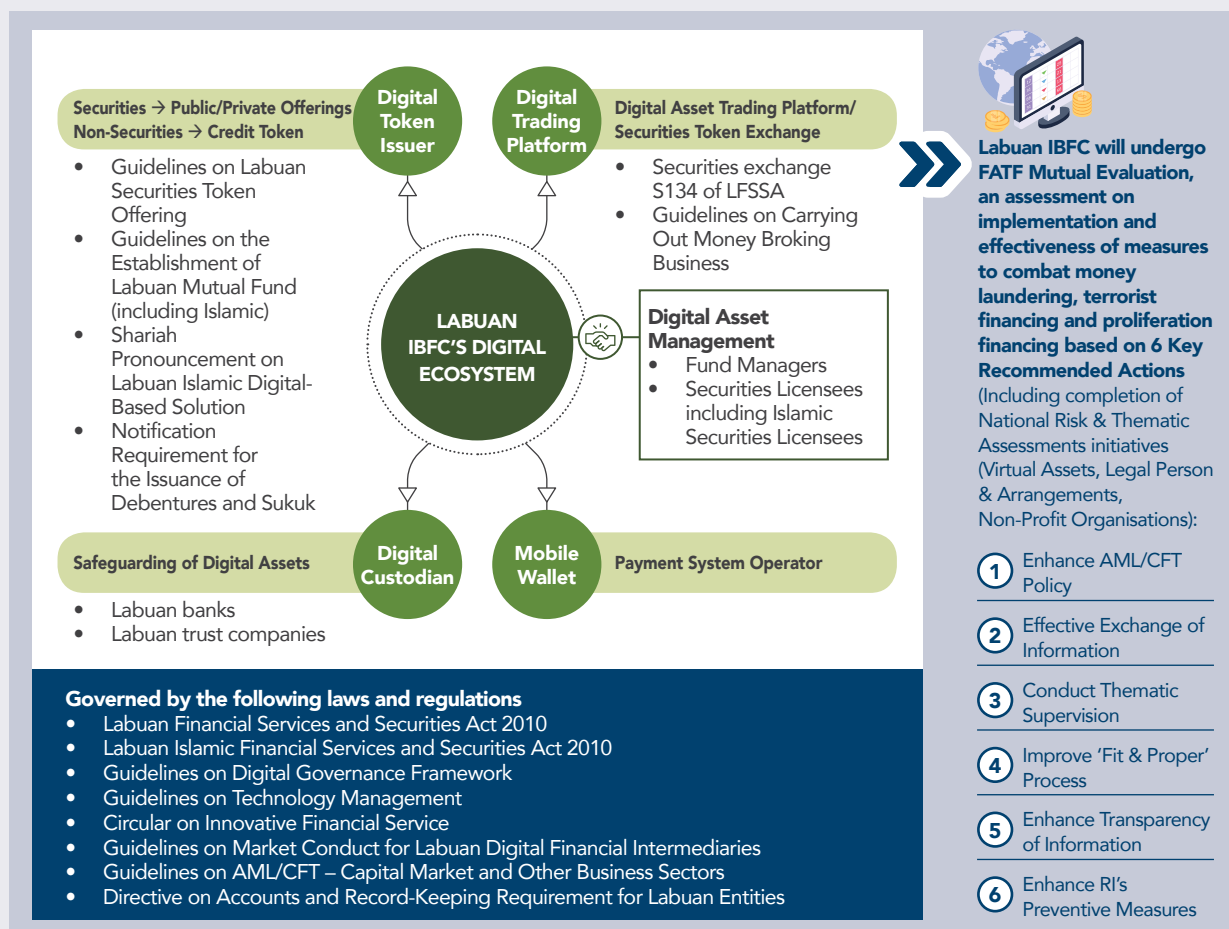 Securities → Public/Private Offerings
Non-Securities → Credit Token
Digital
Token
Issuer
• Guidelines on Labuan
Securities Token
Offering
• Guidelines on the
Establishment of
Labuan Mutual Fund
(including Islamic)
• Shariah
Pronouncement on
Labuan Islamic Digital-
Based Solution
• Notification
Requirement for
the Issuance of
Debentures and Sukuk
Digital
Trading
Platform
Digital Asset Trading Platform/
Securities Token Exchange
• Securities exchange
S134 of LFSSA
• Guidelines on Carrying
Out Money Broking
Business
LABUAN
IBFC'S DIGITAL
ECOSYSTEM
Digital Asset
Management
• Fund Managers
• Securities Licensees
including Islamic
Securities Licensees
Safeguarding of Digital Assets
Digital
Custodian
• Labuan banks
• Labuan trust companies
Mobile
Wallet
Payment System Operator
Governed by the following laws and regulations
• Labuan Financial Services and Securities Act 2010
• Labuan Islamic Financial Services and Securities Act 2010
• Guidelines on Digital Governance Framework
• Guidelines on Technology Management
• Circular on Innovative Financial Service
• Guidelines on Market Conduct for Labuan Digital Financial Intermediaries
• Guidelines on AML/CFT – Capital Market and Other Business Sectors
• Directive on Accounts and Record-Keeping Requirement for Labuan Entities
Labuan IBFC will undergo
FATF Mutual Evaluation,
an assessment on
implementation and
effectiveness of measures
to combat money
laundering, terrorist
financing and proliferation
financing based on 6 Key
Recommended Actions
(Including completion of
National Risk & Thematic
Assessments initiatives
(Virtual Assets, Legal Person
& Arrangements,
Non-Profit Organisations):
1 Enhance AML/CFT
Policy
2 Effective Exchange of
Information
3 Conduct Thematic
Supervision
4 Improve 'Fit & Proper'
Process
5 Enhance Transparency
of Information
6 Enhance RI's
Preventive Measures